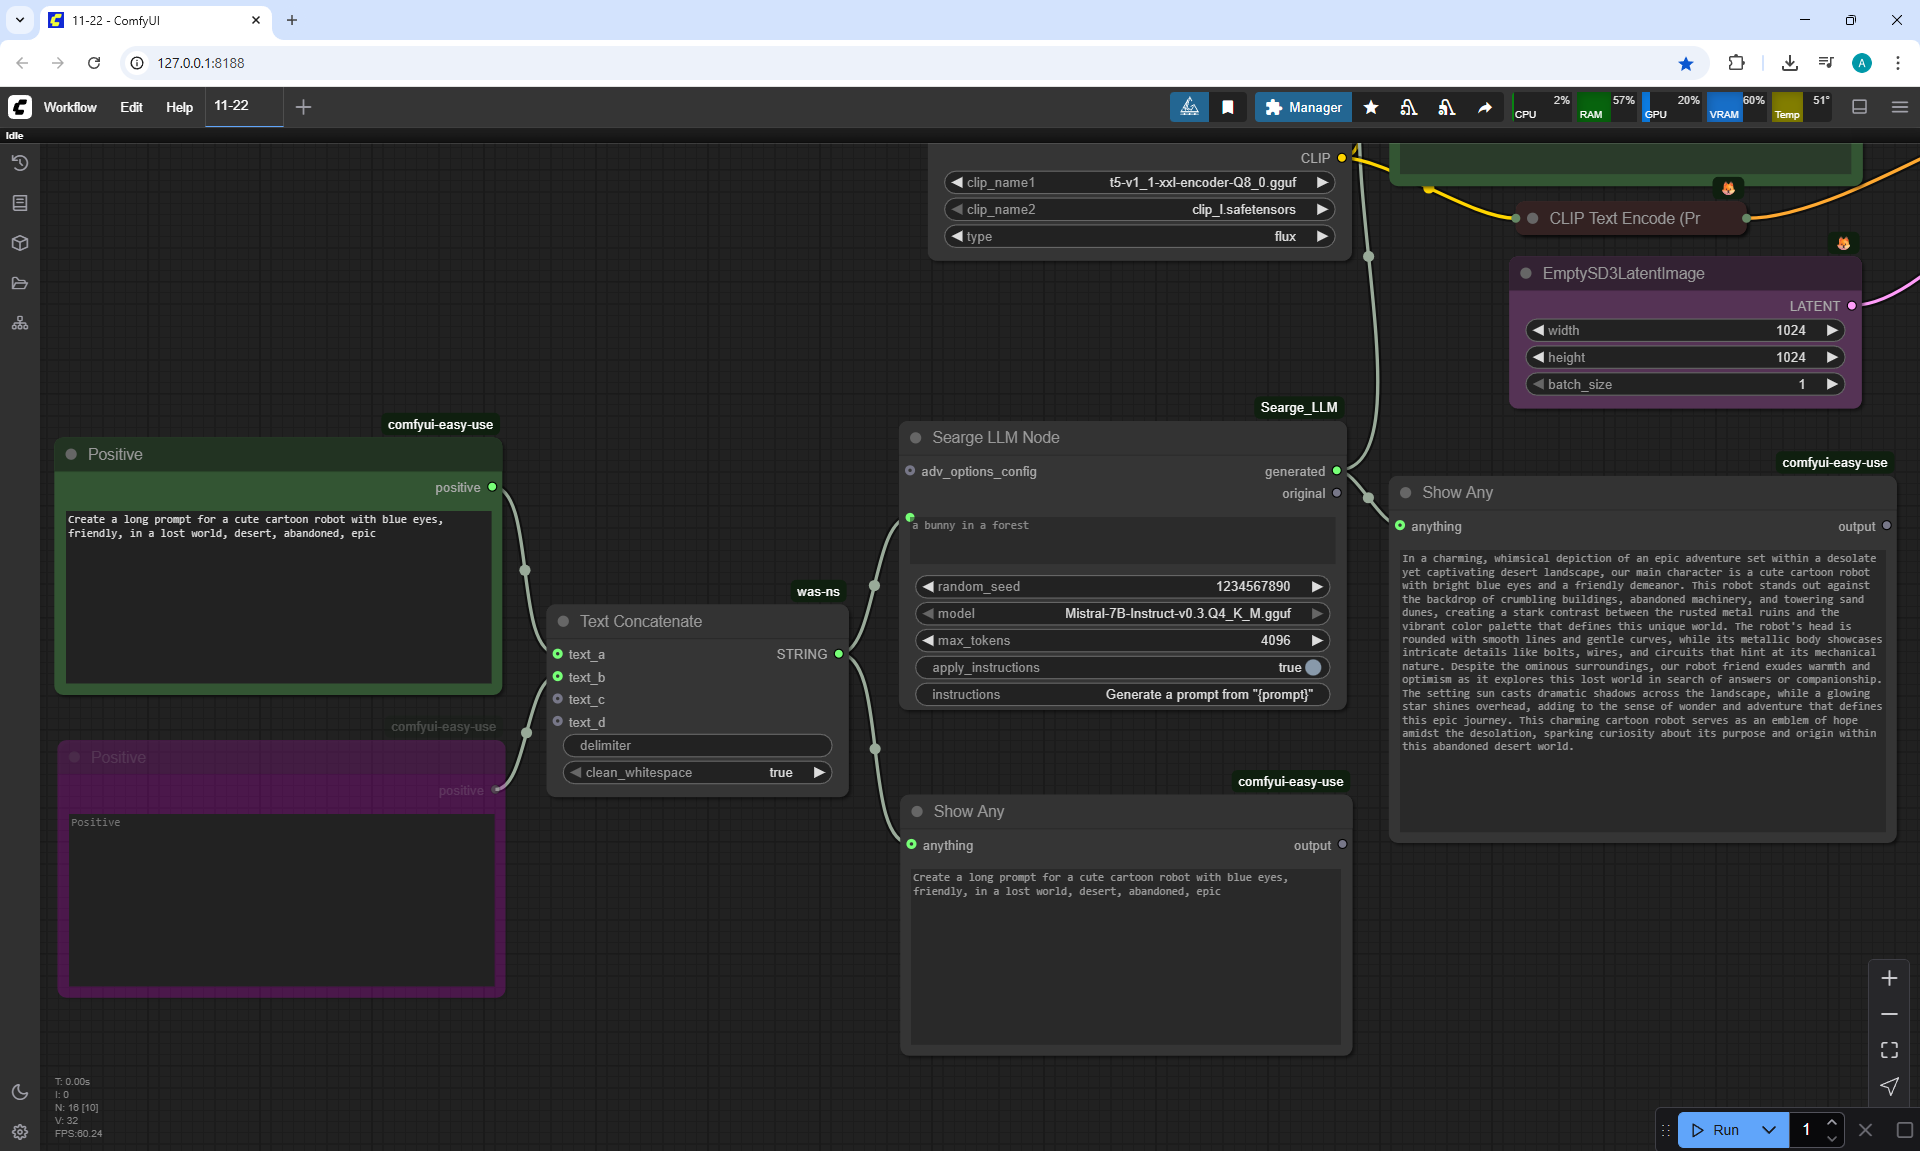 11-22 - ComfyUI
127.0.0.1:8188
A
Workflow Edit Help 11-22
Manager
CPU 2% RAM 57% GPU 20% VRAM 60% Temp 51°
Idle
CLIP
clip_name1 t5-v1_1-xxl-encoder-Q8_0.gguf
clip_name2 clip_l.safetensors
type flux
CLIP Text Encode (Pr
EmptySD3LatentImage
LATENT
width 1024
height 1024
batch_size 1
comfyui-easy-use
Positive
positive
Create a long prompt for a cute cartoon robot with blue eyes,
friendly, in a lost world, desert, abandoned, epic
comfyui-easy-use
Positive
positive
Positive
was-ns
Text Concatenate
text_a STRING
text_b
text_c
text_d
delimiter
clean_whitespace true
Searge_LLM
Searge LLM Node
adv_options_config generated
original
a bunny in a forest
random_seed 1234567890
model Mistral-7B-Instruct-v0.3.Q4_K_M.gguf
max_tokens 4096
apply_instructions true
instructions Generate a prompt from "{prompt}"
comfyui-easy-use
Show Any
anything output
Create a long prompt for a cute cartoon robot with blue eyes,
friendly, in a lost world, desert, abandoned, epic
comfyui-easy-use
Show Any
anything output
In a charming, whimsical depiction of an epic adventure set within a desolate
yet captivating desert landscape, our main character is a cute cartoon robot
with bright blue eyes and a friendly demeanor. This robot stands out against
the backdrop of crumbling buildings, abandoned machinery, and towering sand
dunes, creating a stark contrast between the rusted metal ruins and the
vibrant color palette that defines this unique world. The robot's head is
rounded with smooth lines and gentle curves, while its metallic body showcases
intricate details like bolts, wires, and circuits that hint at its mechanical
nature. Despite the ominous surroundings, our robot friend exudes warmth and
optimism as it explores this lost world in search of answers or companionship.
The setting sun casts dramatic shadows across the landscape, while a glowing
star shines overhead, adding to the sense of wonder and adventure that defines
this epic journey. This charming cartoon robot serves as an emblem of hope
amidst the desolation, sparking curiosity about its purpose and origin within
this abandoned desert world.
T: 0.00s
I: 0
N: 16 [10]
V: 32
FPS:60.24
Run 1